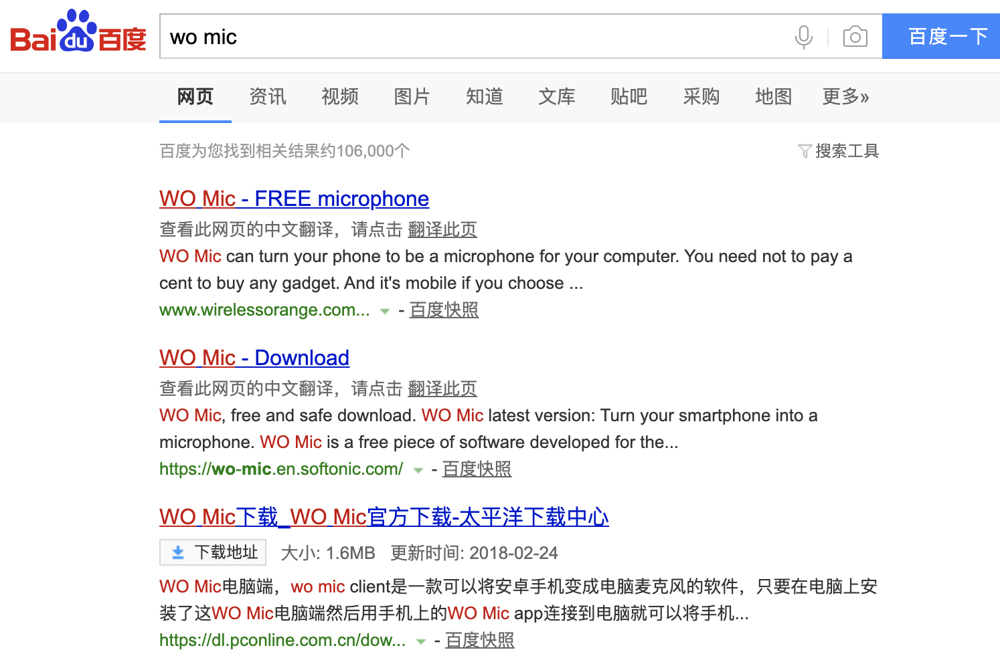 Bai du 百度
wo mic
百度一下
网页 资讯 视频 图片 知道 文库 贴吧 采购 地图 更多»
百度为您找到相关结果约106,000个
搜索工具
WO Mic - FREE microphone
查看此网页的中文翻译，请点击 翻译此页
WO Mic can turn your phone to be a microphone for your computer. You need not to pay a
cent to buy any gadget. And it's mobile if you choose ...
www.wirelessorange.com... - 百度快照
WO Mic - Download
查看此网页的中文翻译，请点击 翻译此页
WO Mic, free and safe download. WO Mic latest version: Turn your smartphone into a
microphone. WO Mic is a free piece of software developed for the...
https://wo-mic.en.softonic.com/ - 百度快照
WO Mic下载_WO Mic官方下载-太平洋下载中心
下载地址 大小: 1.6MB 更新时间: 2018-02-24
WO Mic电脑端，wo mic client是一款可以将安卓手机变成电脑麦克风的软件，只要在电脑上安
装了这WO Mic电脑端然后用手机上的WO Mic app连接到电脑就可以将手机...
https://dl.pconline.com.cn/dow... - 百度快照